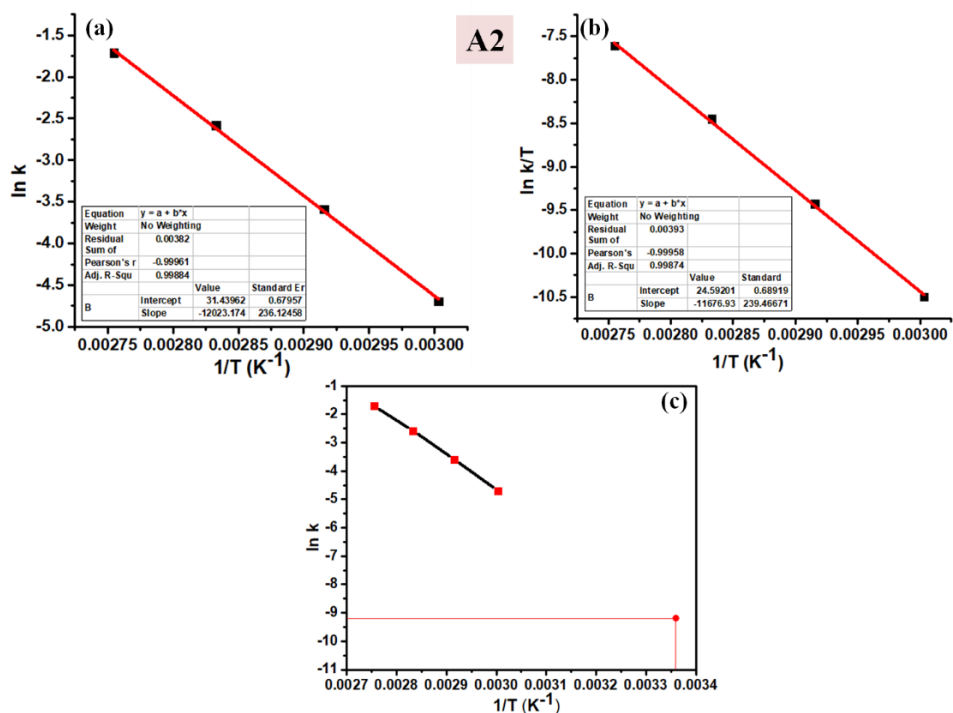 (a)
A2
(b)
-1.5
-2.0
-2.5
-3.0
-3.5
-4.0
-4.5
-5.0
ln k
Equation y = a + b*x
Weight No Weighting
Residual Sum of 0.00382
Pearson's r -0.99961
Adj. R-Squ 0.99884
Value Standard Er
B Intercept 31.43962 0.67957
Slope -12023.174 236.12458
0.00275 0.00280 0.00285 0.00290 0.00295 0.00300
1/T (K-1)
-7.5
-8.0
-8.5
-9.0
-9.5
-10.0
-10.5
ln k/T
Equation y = a + b*x
Weight No Weighting
Residual Sum of 0.00393
Pearson's r -0.99958
Adj. R-Squ 0.99874
Value Standard
B Intercept 24.59201 0.68919
Slope -11676.93 239.46671
0.00275 0.00280 0.00285 0.00290 0.00295 0.00300
1/T (K-1)
(c)
-1
-2
-3
-4
-5
-6
-7
-8
-9
-10
-11
ln k
0.0027 0.0028 0.0029 0.0030 0.0031 0.0032 0.0033 0.0034
1/T (K-1)